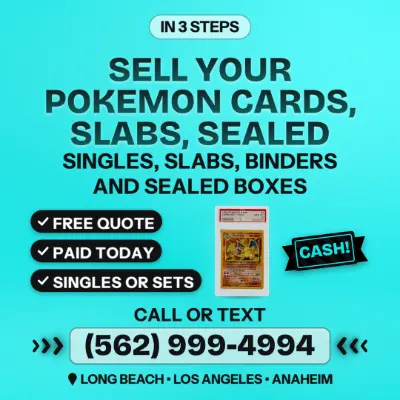 IN 3 STEPS
SELL YOUR
POKEMON CARDS,
SLABS, SEALED
SINGLES, SLABS, BINDERS
AND SEALED BOXES
✓ FREE QUOTE
✓ PAID TODAY
✓ SINGLES OR SETS
CASH!
CALL OR TEXT
(562) 999-4994
LONG BEACH • LOS ANGELES • ANAHEIM